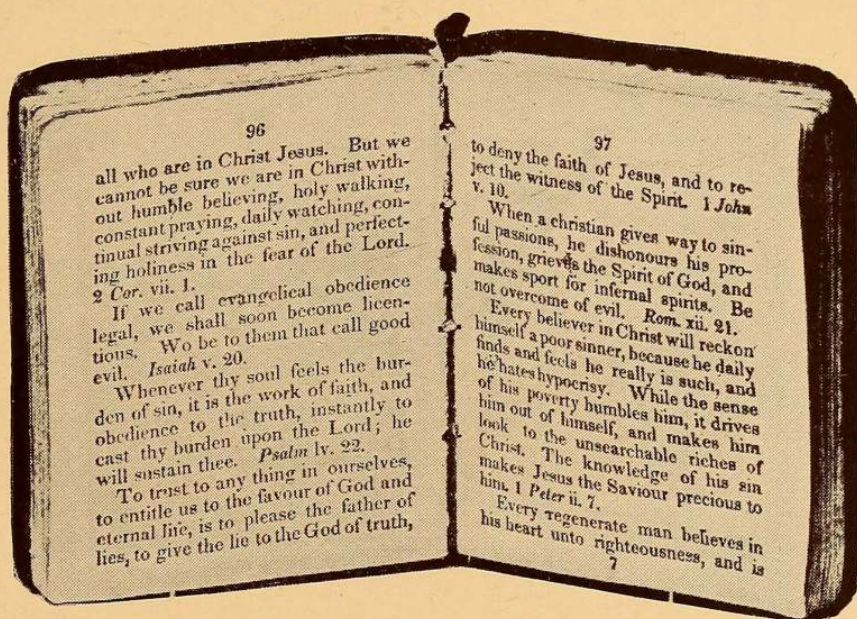 96
all who are in Christ Jesus. But we
cannot be sure we are in Christ with-
out humble believing, holy walking,
constant praying, daily watching, con-
tinual striving against sin, and perfect-
ing holiness in the fear of the Lord.
2 Cor. vii. 1.
If we call evangelical obedience
legal, we shall soon become licen-
tious. Wo be to them that call good
evil. Isaiah v. 20.
Whenever thy soul feels the bur-
den of sin, it is the work of faith, and
obedience to the truth, instantly to
cast thy burden upon the Lord; he
will sustain thee. Psalm lv. 22.
To trust to any thing in ourselves,
to entitle us to the favour of God and
eternal life, is to please the father of
lies, to give the lie to the God of truth,
97
to deny the faith of Jesus, and to re-
ject the witness of the Spirit. 1 John
v. 10.
When a christian gives way to sin-
ful passions, he dishonours his pro-
fession, grieves the Spirit of God, and
makes sport for infernal spirits. Be
not overcome of evil. Rom. xii. 21.
Every believer in Christ will reckon
himself a poor sinner, because he daily
finds and feels he really is such, and
he hates hypocrisy. While the sense
of his poverty humbles him, it drives
him out of himself, and makes him
look to the unsearchable riches of
Christ. The knowledge of his sin
makes Jesus the Saviour precious to
him. 1 Peter ii. 7.
Every regenerate man believes in
his heart unto righteousness, and is
7